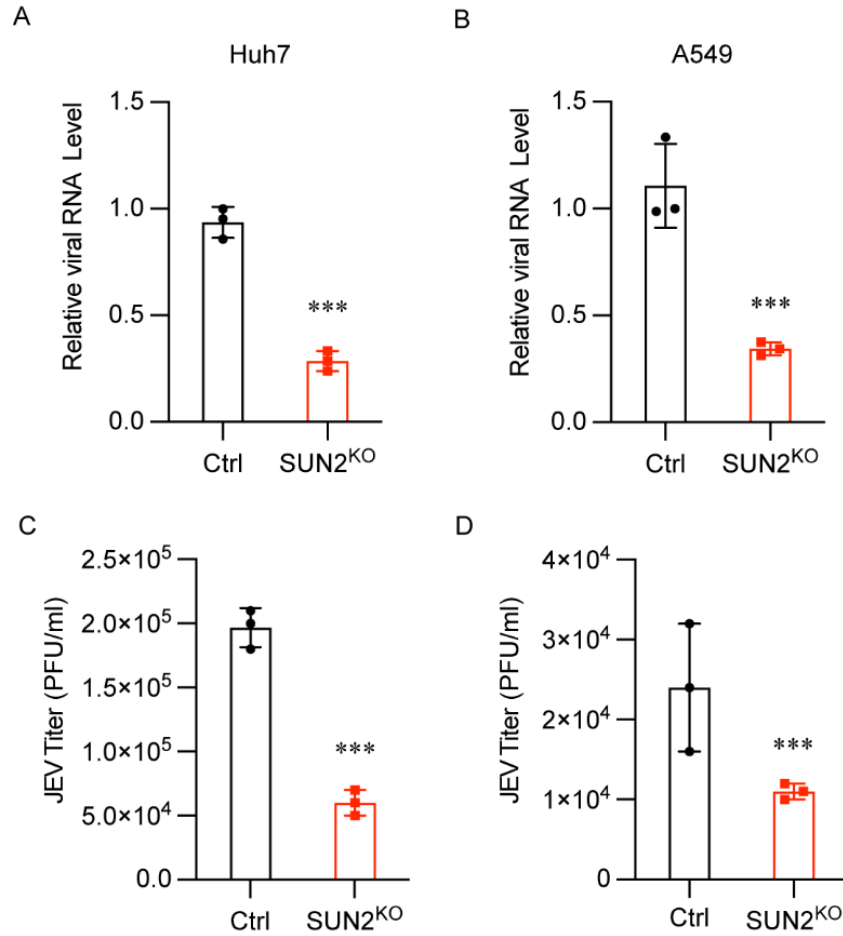 A
Huh7
Relative viral RNA Level
1.5
1.0
0.5
0.0
***
Ctrl
SUN2ᴷᴼ
B
A549
Relative viral RNA Level
1.5
1.0
0.5
0.0
***
Ctrl
SUN2ᴷᴼ
C
JEV Titer (PFU/ml)
2.5×10⁵
2.0×10⁵
1.5×10⁵
1.0×10⁵
5.0×10⁴
0.0
***
Ctrl
SUN2ᴷᴼ
D
JEV Titer (PFU/ml)
4×10⁴
3×10⁴
2×10⁴
1×10⁴
0
***
Ctrl
SUN2ᴷᴼ